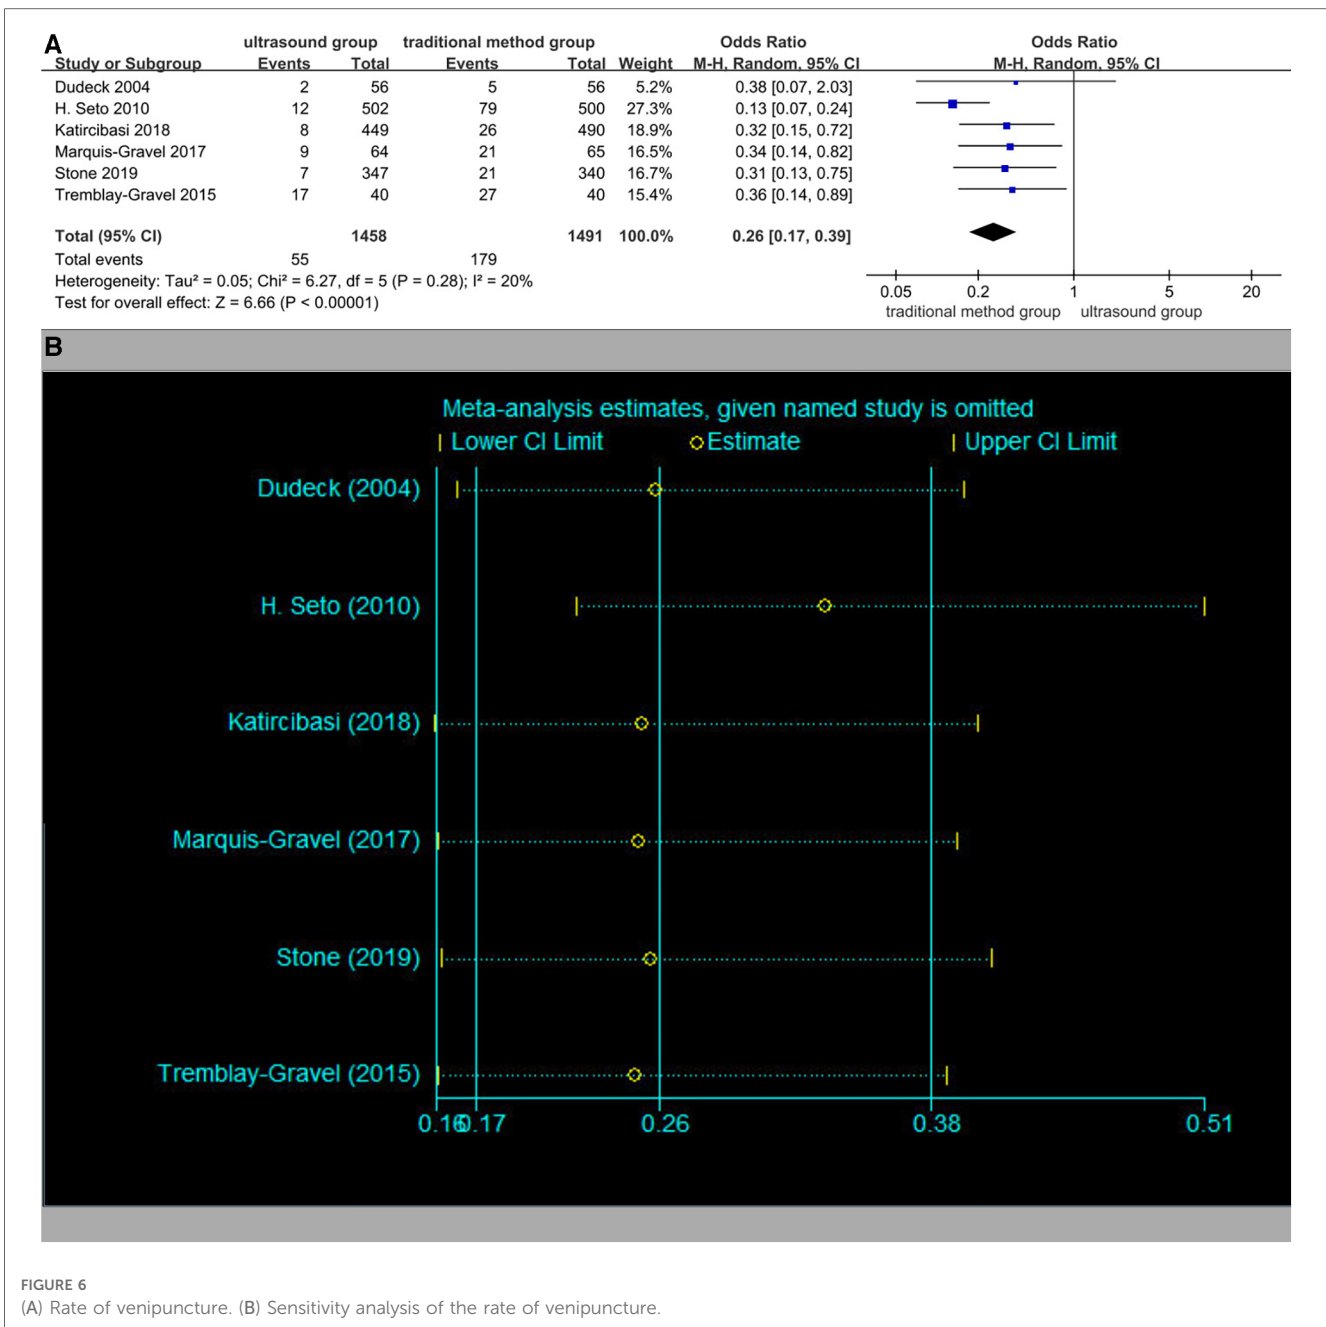 A
ultrasound group traditional method group Odds Ratio Odds Ratio
Study or Subgroup Events Total Events Total Weight M-H, Random, 95% CI M-H, Random, 95% CI
Dudeck 2004 2 56 5 56 5.2% 0.38 [0.07, 2.03]
H. Seto 2010 12 502 79 500 27.3% 0.13 [0.07, 0.24]
Katircibasi 2018 8 449 26 490 18.9% 0.32 [0.15, 0.72]
Marquis-Gravel 2017 9 64 21 65 16.5% 0.34 [0.14, 0.82]
Stone 2019 7 347 21 340 16.7% 0.31 [0.13, 0.75]
Tremblay-Gravel 2015 17 40 27 40 15.4% 0.36 [0.14, 0.89]
Total (95% CI) 1458 1491 100.0% 0.26 [0.17, 0.39]
Total events 55 179
Heterogeneity: Tau² = 0.05; Chi² = 6.27, df = 5 (P = 0.28); I² = 20%
Test for overall effect: Z = 6.66 (P < 0.00001)
0.05 0.2 1 5 20
traditional method group ultrasound group
B
Meta-analysis estimates, given named study is omitted
Lower CI Limit Estimate Upper CI Limit
Dudeck (2004)
H. Seto (2010)
Katircibasi (2018)
Marquis-Gravel (2017)
Stone (2019)
Tremblay-Gravel (2015)
0.16 0.17 0.26 0.38 0.51
FIGURE 6
(A) Rate of venipuncture. (B) Sensitivity analysis of the rate of venipuncture.